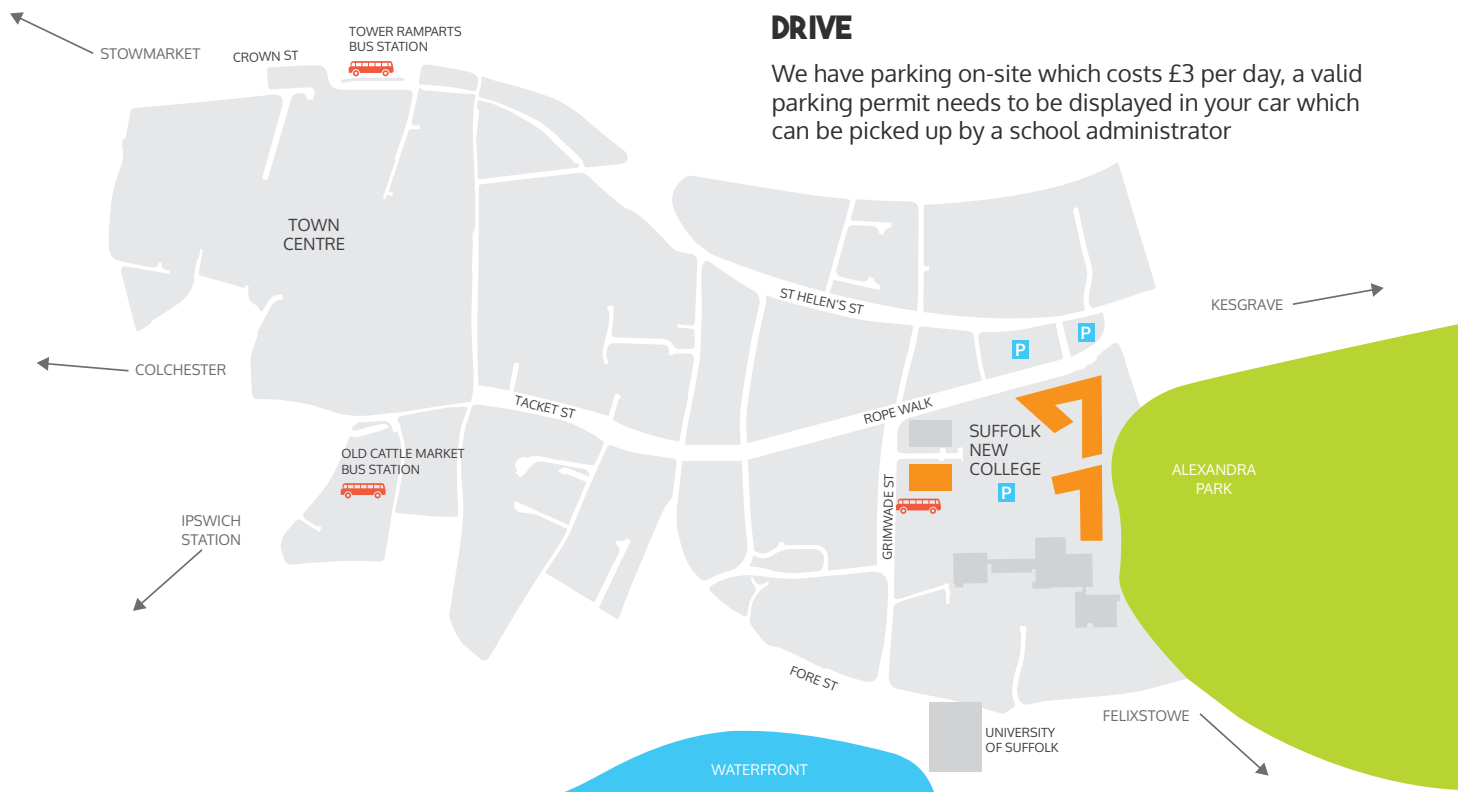 DRIVE
We have parking on-site which costs £3 per day, a valid
parking permit needs to be displayed in your car which
can be picked up by a school administrator
STOWMARKET
CROWN ST
TOWER RAMPARTS
BUS STATION
TOWN
CENTRE
ST HELEN'S ST
KESGRAVE
P
P
COLCHESTER
TACKET ST
ROPE WALK
SUFFOLK
NEW
COLLEGE
P
OLD CATTLE MARKET
BUS STATION
GRIMWADE ST
ALEXANDRA
PARK
IPSWICH
STATION
FORE ST
FELIXSTOWE
UNIVERSITY
OF SUFFOLK
WATERFRONT